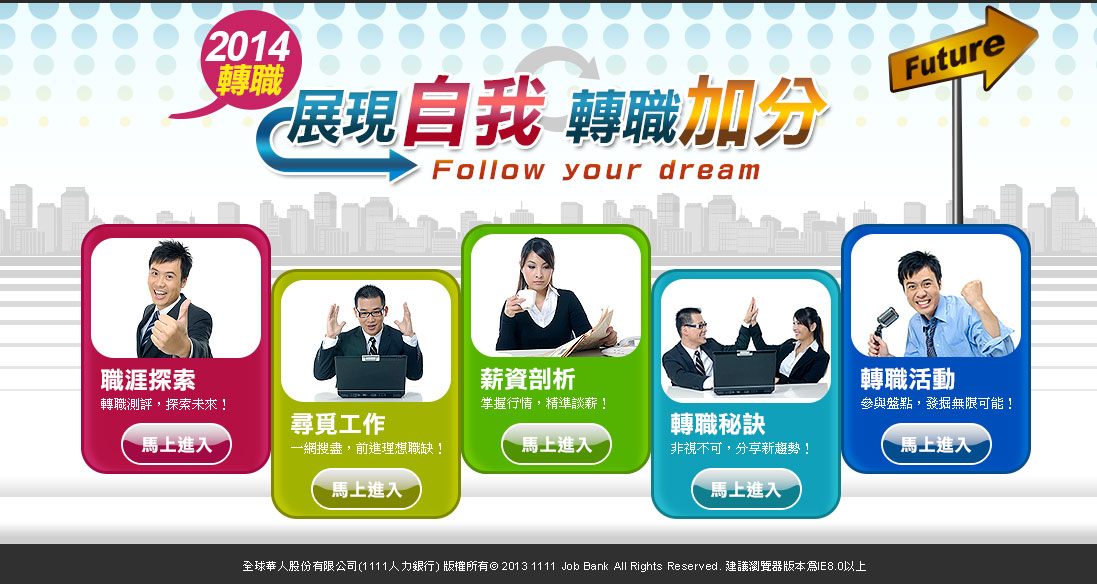 2014
轉職
Future
展現自我 轉職加分
Follow your dream
職涯探索
轉職測評，探索未來！
馬上進入
尋覓工作
一網搜盡，前進理想職缺！
馬上進入
薪資剖析
掌握行情，精準談薪！
馬上進入
轉職秘訣
非視不可，分享新趨勢！
馬上進入
轉職活動
參與盤點，發掘無限可能！
馬上進入
全球華人股份有限公司(1111人力銀行) 版權所有© 2013 1111 Job Bank All Rights Reserved. 建議瀏覽器版本為IE8.0以上